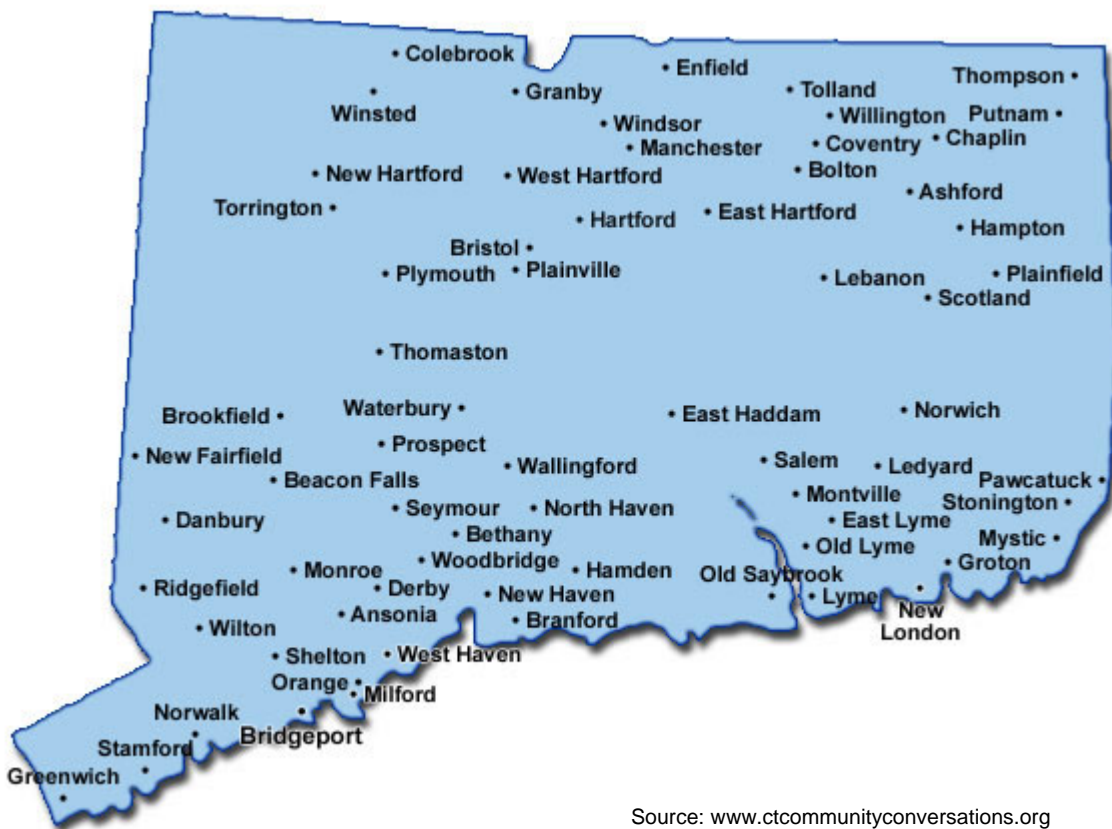 Colebrook
Enfield
Thompson
Winsted
Granby
Tolland
Willington
Putnam
Windsor
Manchester
Coventry
Chaplin
New Hartford
West Hartford
Bolton
Ashford
Torrington
Hartford
East Hartford
Hampton
Bristol
Plymouth
Plainville
Lebanon
Plainfield
Scotland
Thomaston
Brookfield
Waterbury
East Haddam
Norwich
Prospect
New Fairfield
Wallingford
Salem
Ledyard
Beacon Falls
Pawcatuck
Montville
Stonington
Seymour
North Haven
Danbury
East Lyme
Bethany
Mystic
Old Lyme
Woodbridge
Groton
Monroe
Hamden
Old Saybrook
Ridgefield
Derby
New Haven
Lyme
New
London
Ansonia
Branford
Wilton
Shelton
West Haven
Orange
Milford
Norwalk
Bridgeport
Stamford
Greenwich
Source: www.ctcommunityconversations.org